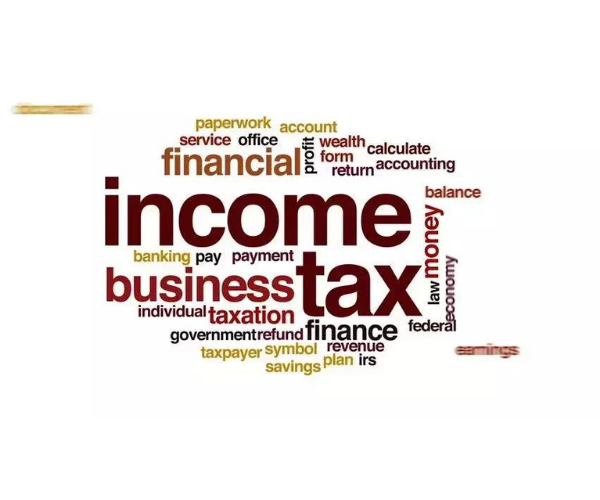 paperwork account
service office profit wealth calculate
financial form return accounting
income balance
money
banking pay payment
business tax law economy
individual taxation federal
government refund finance
earnings
taxpayer symbol revenue
savings plan irs